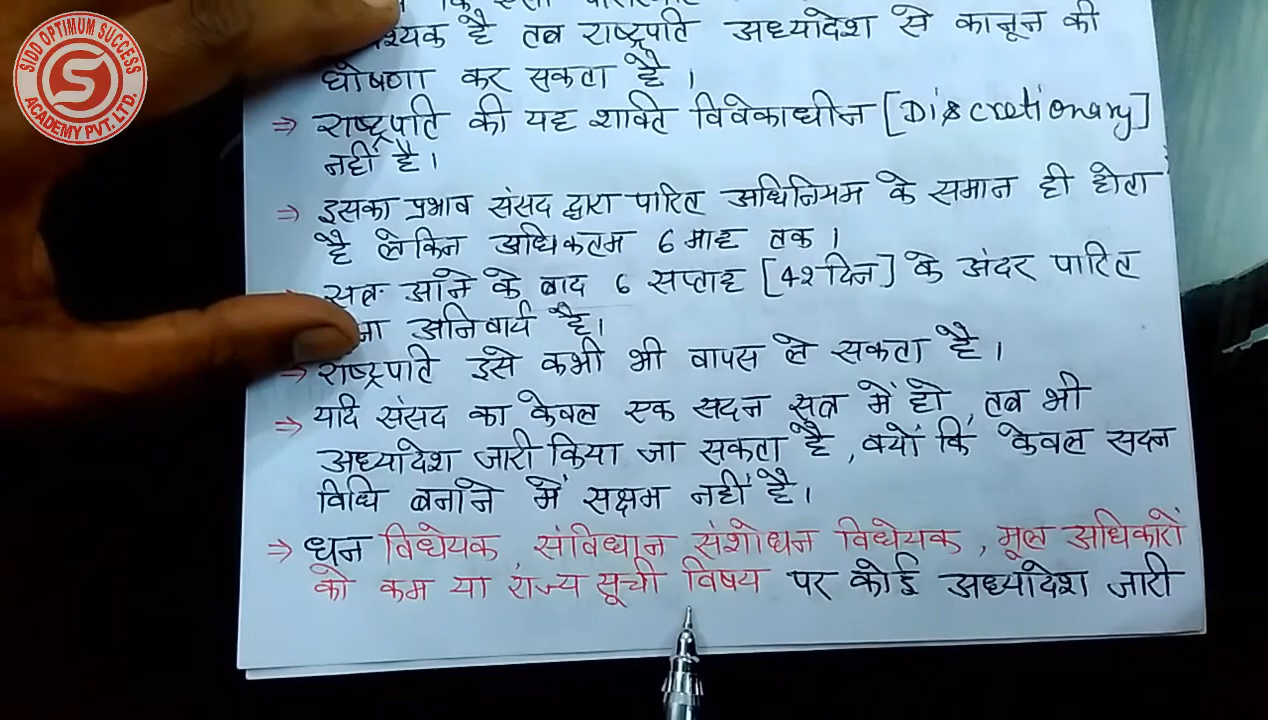 SIDD OPTIMUM SUCCESS
ACADEMY PVT. LTD.
है तब राष्ट्रपति अध्यादेश से कानून की
घोषणा कर सकता है ।
⇒ राष्ट्रपति की यह शक्ति विवेकाधीन [Discretionary]
नहीं है ।
⇒ इसका प्रभाव संसद द्वारा पारित अधिनियम के समान ही होता
है लेकिन अधिकतम 6 माह तक ।
सत्र आने के बाद 6 सप्ताह [42 दिन] के अंदर पारित
अनिवार्य है ।
→ राष्ट्रपति इसे कभी भी वापस ले सकता है ।
⇒ यदि संसद का केवल एक सदन सत्र में हो, तब भी
अध्यादेश जारी किया जा सकता है, क्यों कि केवल सदन
विधि बनाने में सक्षम नहीं है ।
⇒ धन विधेयक, संविधान संशोधन विधेयक, मूल अधिकारों
को कम या राज्य सूची विषय पर कोई अध्यादेश जारी